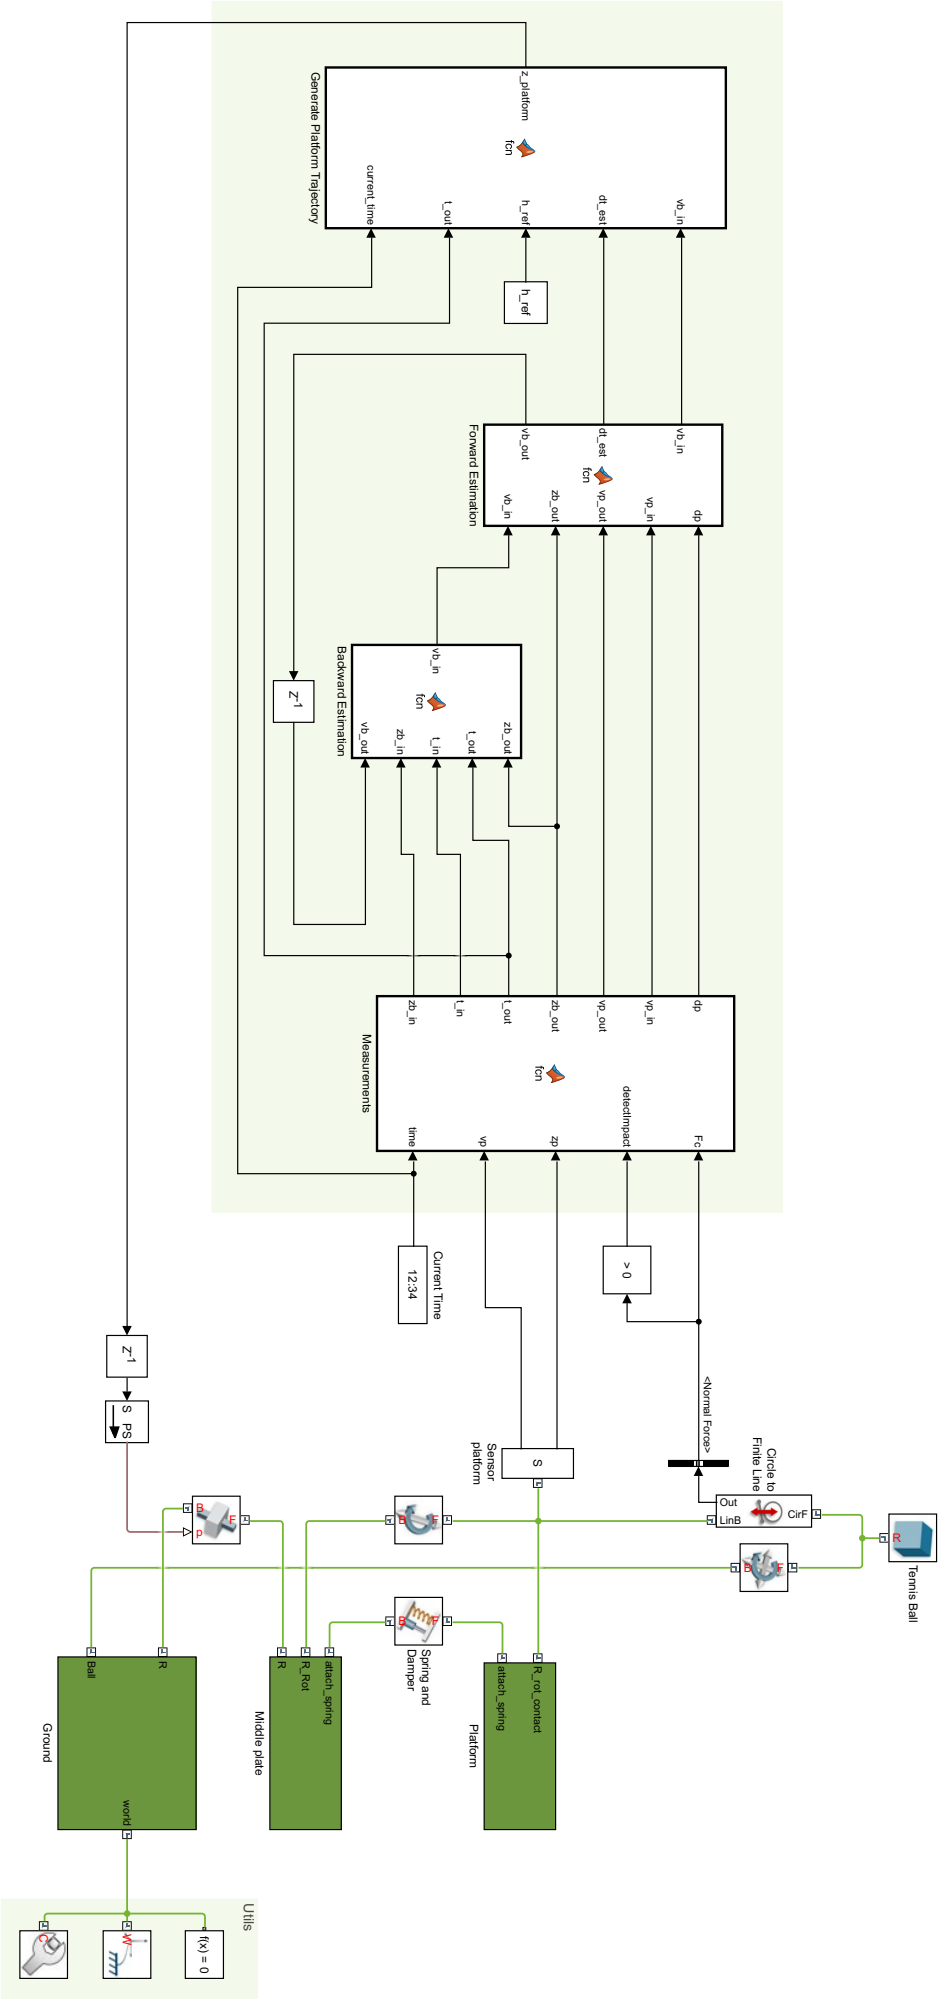 z_platform
fcn
current_time
t_out
h_ref
dt_est
vb_in
Generate Platform Trajectory
h_ref
vb_out
dt_est
vb_in
fcn
vb_in
zb_out
vp_out
vp_in
dp
Forward Estimation
vb_in
fcn
vb_out
zb_in
t_in
t_out
zb_out
Backward Estimation
Z-1
zb_in
t_in
t_out
zb_out
vp_out
vp_in
dp
fcn
time
vp
zp
detectImpact
Fc
Measurements
Current Time
12:34
> 0
<Normal Force>
Z-1
S PS
Sensor
platform
S
Circle to
Finite Line
Out
LinB
CirF
R
Tennis Ball
B
F
p
B
F
B
F
B
F
Spring and
Damper
Ball
R
world
Ground
R
R_Rot
attach_spring
Middle plate
attach_spring
R_rot_contact
Platform
Utils
C
W
f(x) = 0